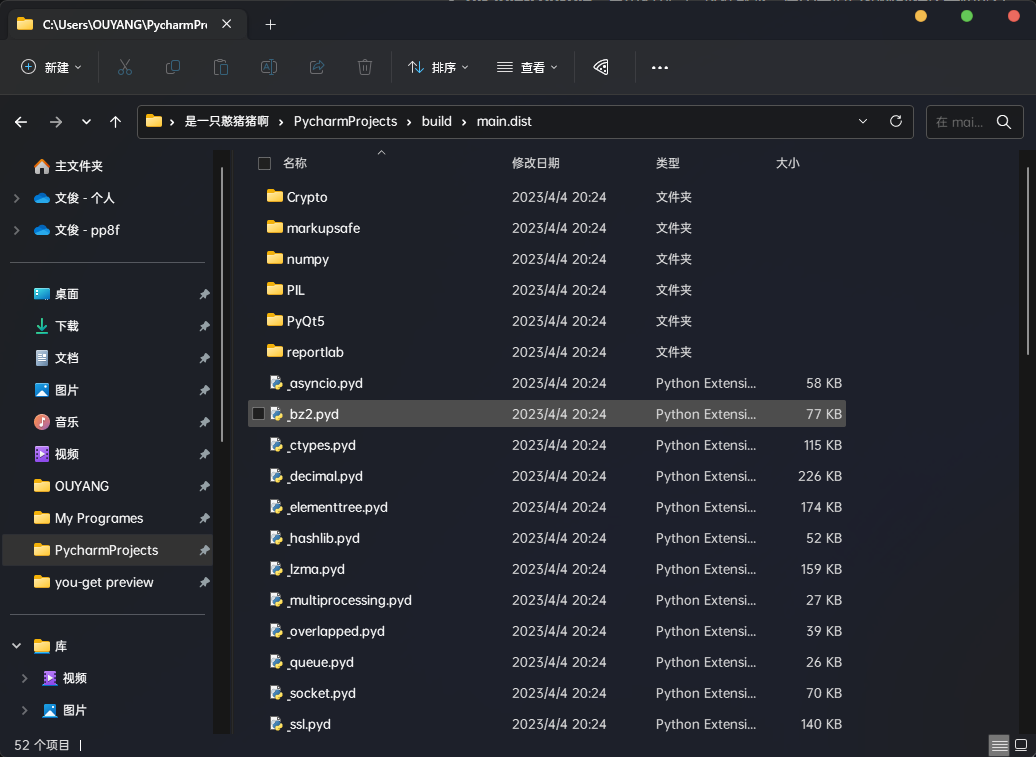 C:\Users\OUYANG\PycharmPr
新建
排序
查看
是一只憨猪猪啊 › PycharmProjects › build › main.dist
在 mai...
主文件夹
文俊 - 个人
文俊 - pp8f
桌面
下载
文档
图片
音乐
视频
OUYANG
My Programes
PycharmProjects
you-get preview
库
视频
图片
名称 修改日期 类型 大小
Crypto 2023/4/4 20:24 文件夹
markupsafe 2023/4/4 20:24 文件夹
numpy 2023/4/4 20:24 文件夹
PIL 2023/4/4 20:24 文件夹
PyQt5 2023/4/4 20:24 文件夹
reportlab 2023/4/4 20:24 文件夹
_asyncio.pyd 2023/4/4 20:24 Python Extensi... 58 KB
_bz2.pyd 2023/4/4 20:24 Python Extensi... 77 KB
_ctypes.pyd 2023/4/4 20:24 Python Extensi... 115 KB
_decimal.pyd 2023/4/4 20:24 Python Extensi... 226 KB
_elementtree.pyd 2023/4/4 20:24 Python Extensi... 174 KB
_hashlib.pyd 2023/4/4 20:24 Python Extensi... 52 KB
_lzma.pyd 2023/4/4 20:24 Python Extensi... 159 KB
_multiprocessing.pyd 2023/4/4 20:24 Python Extensi... 27 KB
_overlapped.pyd 2023/4/4 20:24 Python Extensi... 39 KB
_queue.pyd 2023/4/4 20:24 Python Extensi... 26 KB
_socket.pyd 2023/4/4 20:24 Python Extensi... 70 KB
_ssl.pyd 2023/4/4 20:24 Python Extensi... 140 KB
52 个项目